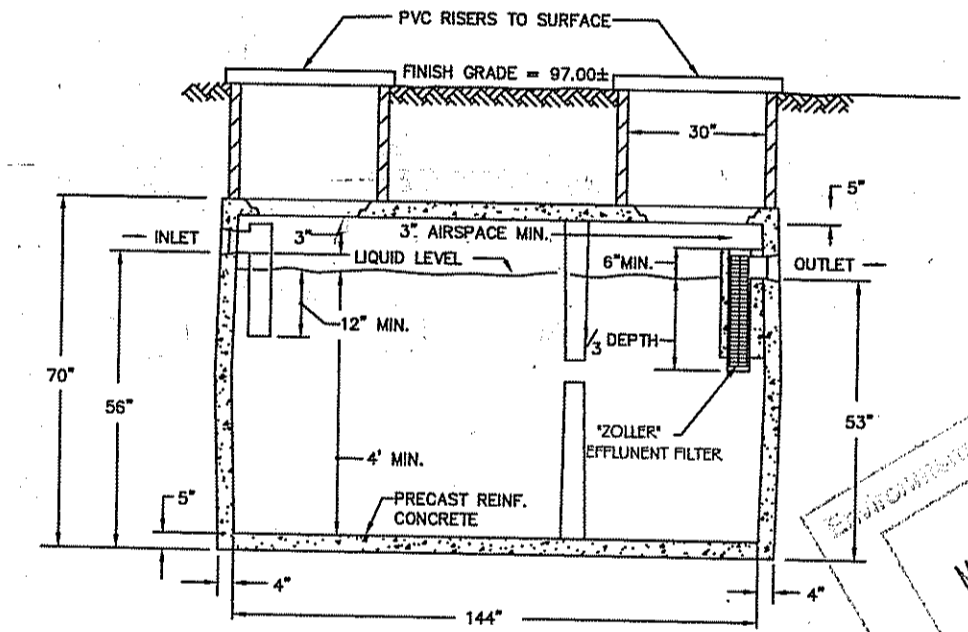 PVC RISERS TO SURFACE
FINISH GRADE = 97.00±
30"
5"
INLET
3"
3" AIRSPACE MIN.
LIQUID LEVEL
6"MIN.
OUTLET
12" MIN.
/3 DEPTH
70"
56"
53"
"ZOLLER"
EFFLUNENT FILTER
4' MIN.
5"
PRECAST REINF.
CONCRETE
4"
144"
4"